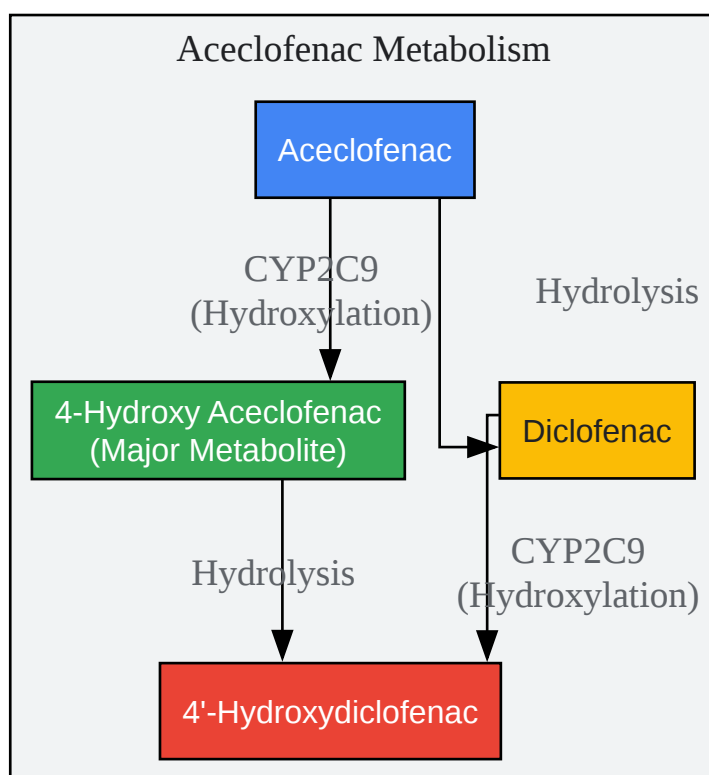 Aceclofenac Metabolism
Aceclofenac
CYP2C9
(Hydroxylation)
Hydrolysis
4-Hydroxy Aceclofenac
(Major Metabolite)
Diclofenac
Hydrolysis
CYP2C9
(Hydroxylation)
4'-Hydroxydiclofenac